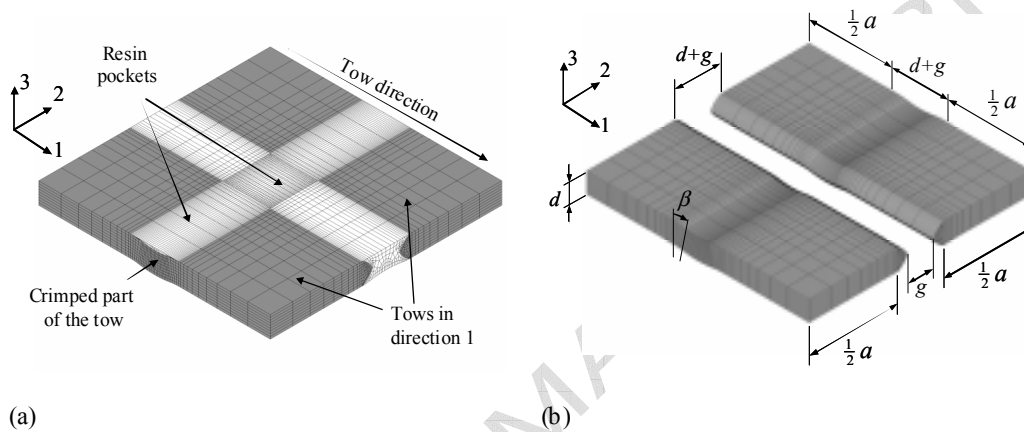 Resin
pockets
Tow direction
3
2
1
Crimped part
of the tow
Tows in
direction 1
(a)
½ a
d+g
½ a
d+g
3
2
1
d
β
g
½ a
½ a
(b)